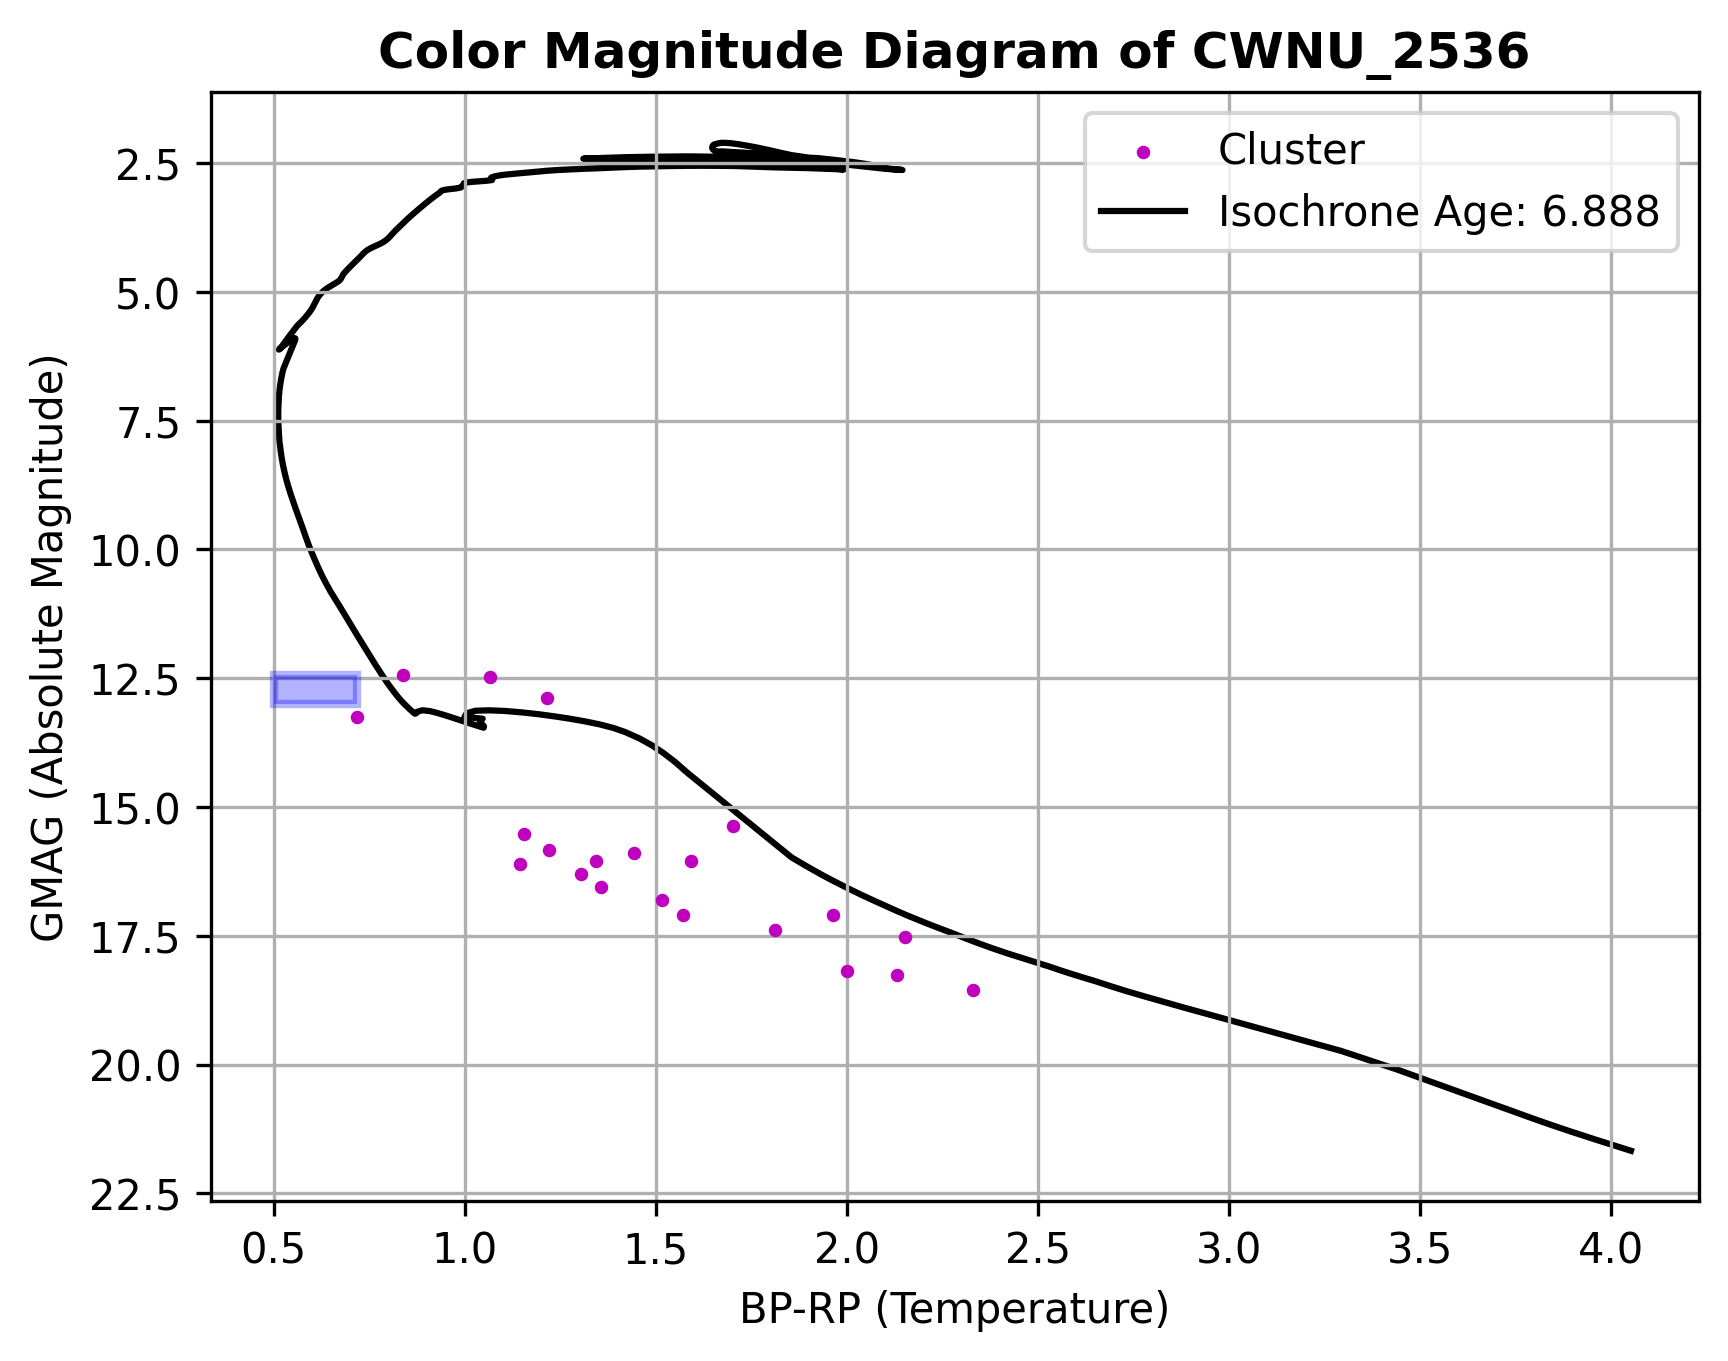 Color Magnitude Diagram of CWNU_2536
Cluster
Isochrone Age: 6.888
GMAG (Absolute Magnitude)
2.5
5.0
7.5
10.0
12.5
15.0
17.5
20.0
22.5
0.5 1.0 1.5 2.0 2.5 3.0 3.5 4.0
BP-RP (Temperature)